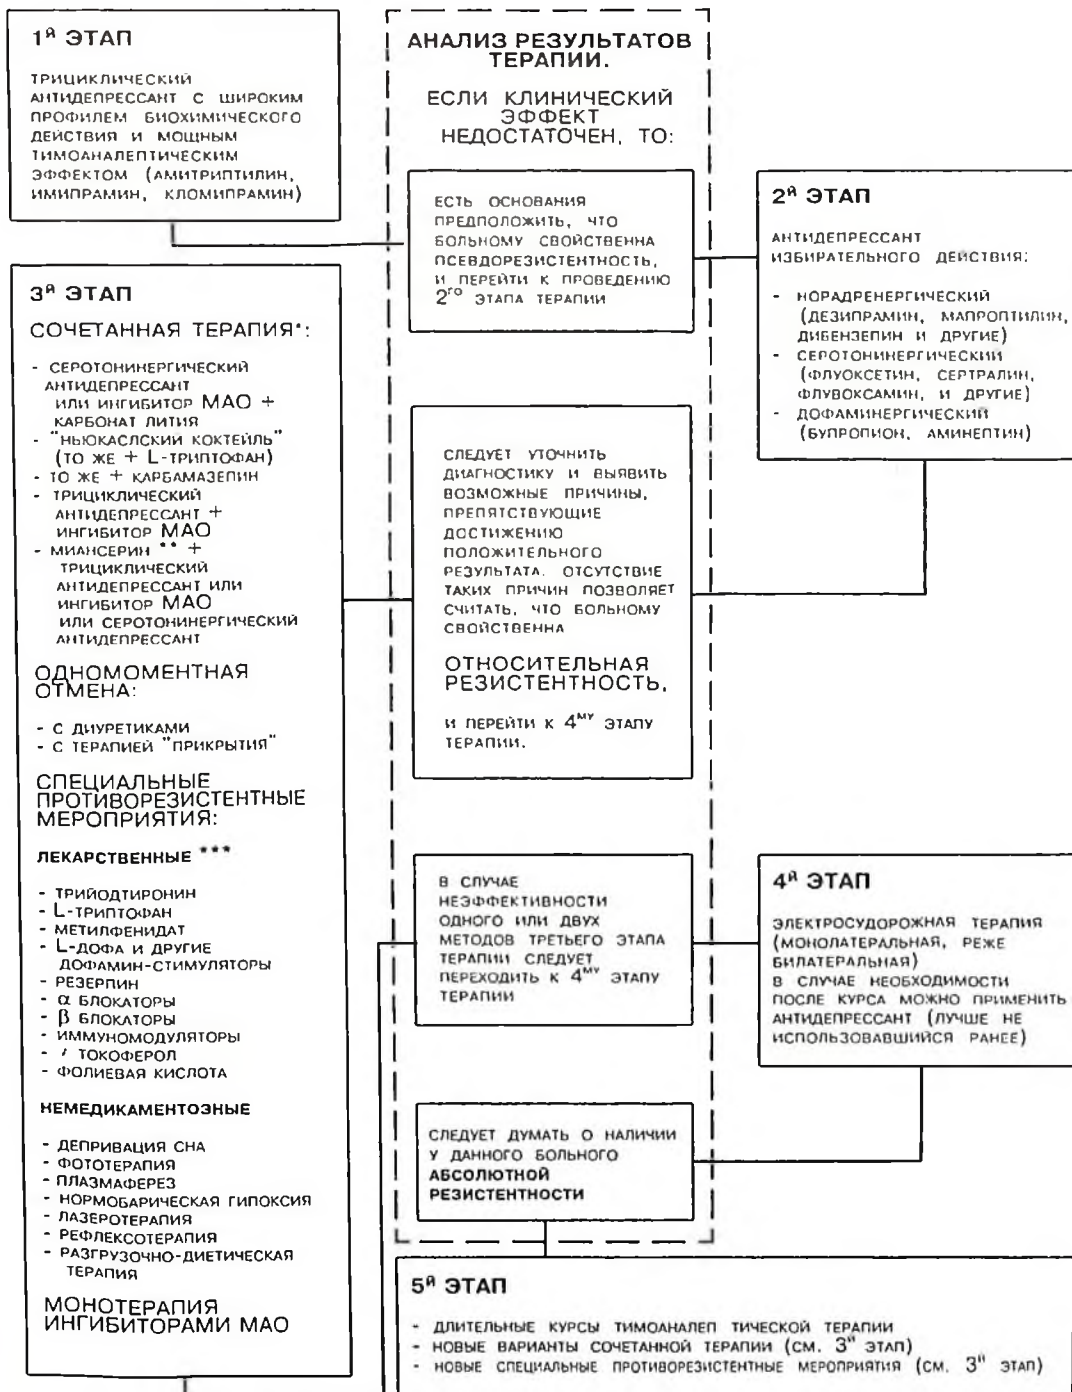 1й ЭТАП
ТРИЦИКЛИЧЕСКИЙ
АНТИДЕПРЕССАНТ С ШИРОКИМ
ПРОФИЛЕМ БИОХИМИЧЕСКОГО
ДЕЙСТВИЯ И МОЩНЫМ
ТИМОАНАЛЕПТИЧЕСКИМ
ЭФФЕКТОМ (АМИТРИПТИЛИН,
ИМИПРАМИН, КЛОМИПРАМИН)
АНАЛИЗ РЕЗУЛЬТАТОВ
ТЕРАПИИ.
ЕСЛИ КЛИНИЧЕСКИЙ
ЭФФЕКТ
НЕДОСТАТОЧЕН, ТО:
ЕСТЬ ОСНОВАНИЯ
ПРЕДПОЛОЖИТЬ, ЧТО
БОЛЬНОМУ СВОЙСТВЕННА
ПСЕВДОРЕЗИСТЕНТНОСТЬ,
И ПЕРЕЙТИ К ПРОВЕДЕНИЮ
2го ЭТАПА ТЕРАПИИ
2й ЭТАП
АНТИДЕПРЕССАНТ
ИЗБИРАТЕЛЬНОГО ДЕЙСТВИЯ:
- НОРАДРЕНЕРГИЧЕСКИЙ
(ДЕЗИПРАМИН, МАПРОПТИЛИН,
ДИБЕНЗЕПИН И ДРУГИЕ)
- СЕРОТОНИНЕРГИЧЕСКИЙ
(ФЛУОКСЕТИН, СЕРТРАЛИН,
ФЛУВОКСАМИН, И ДРУГИЕ)
- ДОФАМИНЕРГИЧЕСКИЙ
(БУПРОПИОН, АМИНЕПТИН)
3й ЭТАП
СОЧЕТАННАЯ ТЕРАПИЯ*:
- СЕРОТОНИНЕРГИЧЕСКИЙ
АНТИДЕПРЕССАНТ
ИЛИ ИНГИБИТОР МАО +
КАРБОНАТ ЛИТИЯ
- "НЬЮКАСЛСКИЙ КОКТЕЙЛЬ"
(ТО ЖЕ + L-ТРИПТОФАН)
- ТО ЖЕ + КАРБАМАЗЕПИН
- ТРИЦИКЛИЧЕСКИЙ
АНТИДЕПРЕССАНТ +
ИНГИБИТОР МАО
- МИАНСЕРИН ** +
ТРИЦИКЛИЧЕСКИЙ
АНТИДЕПРЕССАНТ ИЛИ
ИНГИБИТОР МАО
ИЛИ СЕРОТОНИНЕРГИЧЕСКИЙ
АНТИДЕПРЕССАНТ
ОДНОМОМЕНТНАЯ
ОТМЕНА:
- С ДИУРЕТИКАМИ
- С ТЕРАПИЕЙ "ПРИКРЫТИЯ"
СПЕЦИАЛЬНЫЕ
ПРОТИВОРЕЗИСТЕНТНЫЕ
МЕРОПРИЯТИЯ:
ЛЕКАРСТВЕННЫЕ ***
- ТРИЙОДТИРОНИН
- L-ТРИПТОФАН
- МЕТИЛФЕНИДАТ
- L-ДОФА И ДРУГИЕ
ДОФАМИН-СТИМУЛЯТОРЫ
- РЕЗЕРПИН
- α БЛОКАТОРЫ
- β БЛОКАТОРЫ
- ИММУНОМОДУЛЯТОРЫ
- ТОКОФЕРОЛ
- ФОЛИЕВАЯ КИСЛОТА
НЕМЕДИКАМЕНТОЗНЫЕ
- ДЕПРИВАЦИЯ СНА
- ФОТОТЕРАПИЯ
- ПЛАЗМАФЕРЕЗ
- НОРМОБАРИЧЕСКАЯ ГИПОКСИЯ
- ЛАЗЕРОТЕРАПИЯ
- РЕФЛЕКСОТЕРАПИЯ
- РАЗГРУЗОЧНО-ДИЕТИЧЕСКАЯ
ТЕРАПИЯ
МОНОТЕРАПИЯ
ИНГИБИТОРАМИ МАО
СЛЕДУЕТ УТОЧНИТЬ
ДИАГНОСТИКУ И ВЫЯВИТЬ
ВОЗМОЖНЫЕ ПРИЧИНЫ,
ПРЕПЯТСТВУЮЩИЕ
ДОСТИЖЕНИЮ
ПОЛОЖИТЕЛЬНОГО
РЕЗУЛЬТАТА. ОТСУТСТВИЕ
ТАКИХ ПРИЧИН ПОЗВОЛЯЕТ
СЧИТАТЬ, ЧТО БОЛЬНОМУ
СВОЙСТВЕННА
ОТНОСИТЕЛЬНАЯ
РЕЗИСТЕНТНОСТЬ,
И ПЕРЕЙТИ К 4му ЭТАПУ
ТЕРАПИИ.
В СЛУЧАЕ
НЕЭФФЕКТИВНОСТИ
ОДНОГО ИЛИ ДВУХ
МЕТОДОВ ТРЕТЬЕГО ЭТАПА
ТЕРАПИИ СЛЕДУЕТ
ПЕРЕХОДИТЬ К 4му ЭТАПУ
ТЕРАПИИ
4й ЭТАП
ЭЛЕКТРОСУДОРОЖНАЯ ТЕРАПИЯ
(МОНОЛАТЕРАЛЬНАЯ, РЕЖЕ
БИЛАТЕРАЛЬНАЯ)
В СЛУЧАЕ НЕОБХОДИМОСТИ
ПОСЛЕ КУРСА МОЖНО ПРИМЕНИТЬ
АНТИДЕПРЕССАНТ (ЛУЧШЕ НЕ
ИСПОЛЬЗОВАВШИЙСЯ РАНЕЕ)
СЛЕДУЕТ ДУМАТЬ О НАЛИЧИИ
У ДАННОГО БОЛЬНОГО
АБСОЛЮТНОЙ
РЕЗИСТЕНТНОСТИ
5й ЭТАП
- ДЛИТЕЛЬНЫЕ КУРСЫ ТИМОАНАЛЕП ТИЧЕСКОЙ ТЕРАПИИ
- НОВЫЕ ВАРИАНТЫ СОЧЕТАННОЙ ТЕРАПИИ (СМ. 3й ЭТАП)
- НОВЫЕ СПЕЦИАЛЬНЫЕ ПРОТИВОРЕЗИСТЕНТНЫЕ МЕРОПРИЯТИЯ (СМ. 3й ЭТАП)